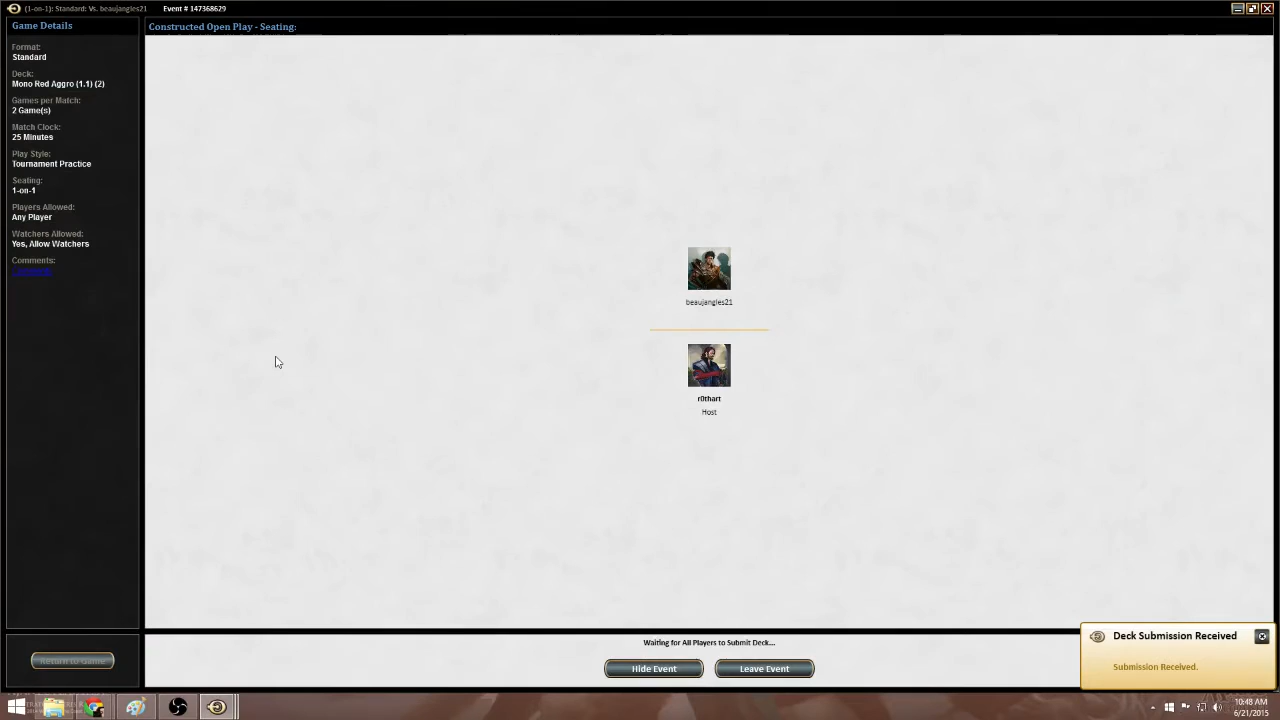 (1-on-1): Standard: Vs. beaujangles21 Event # 147368629
Game Details
Format:
Standard
Deck:
Mono Red Aggro (1.1) (2)
Games per Match:
2 Game(s)
Match Clock:
25 Minutes
Play Style:
Tournament Practice
Seating:
1-on-1
Players Allowed:
Any Player
Watchers Allowed:
Yes, Allow Watchers
Comments:
Constructed Open Play - Seating:
beaujangles21
r0thart
Host
Waiting for All Players to Submit Deck...
Hide Event
Leave Event
Return to Game
Deck Submission Received
Submission Received.
10:48 AM
6/21/2015